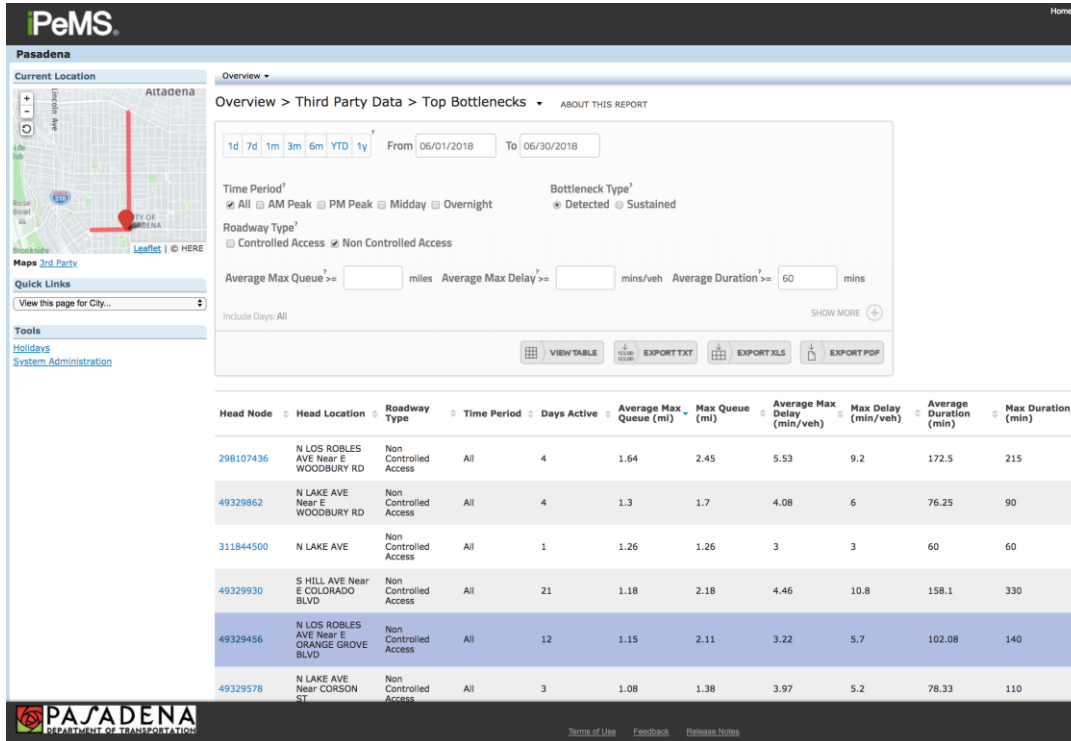 iPeMS®
Home
Pasadena
Current Location
Overview
Altadena
Lincoln Ave
+
-
Rose
Bowl
210
Brookside
Leaflet | © HERE
Maps 3rd Party
Quick Links
View this page for City...
Tools
Holidays
System Administration
Overview > Third Party Data > Top Bottlenecks ABOUT THIS REPORT
1d 7d 1m 3m 6m YTD 1y ? From 06/01/2018 To 06/30/2018
Time Period? Bottleneck Type?
All AM Peak PM Peak Midday Overnight Detected Sustained
Roadway Type?
Controlled Access Non Controlled Access
Average Max Queue?>= miles Average Max Delay?>= mins/veh Average Duration?>= 60 mins
Include Days: All SHOW MORE +
VIEW TABLE EXPORT TXT EXPORT XLS EXPORT PDF
Head Node Head Location Roadway Type Time Period Days Active Average Max Queue (mi) Max Queue (mi) Average Max Delay (min/veh) Max Delay (min/veh) Average Duration (min) Max Duration (min)
298107436 N LOS ROBLES AVE Near E WOODBURY RD Non Controlled Access All 4 1.64 2.45 5.53 9.2 172.5 215
49329862 N LAKE AVE Near E WOODBURY RD Non Controlled Access All 4 1.3 1.7 4.08 6 76.25 90
311844500 N LAKE AVE Non Controlled Access All 1 1.26 1.26 3 3 60 60
49329930 S HILL AVE Near E COLORADO BLVD Non Controlled Access All 21 1.18 2.18 4.46 10.8 158.1 330
49329456 N LOS ROBLES AVE Near E ORANGE GROVE BLVD Non Controlled Access All 12 1.15 2.11 3.22 5.7 102.08 140
49329578 N LAKE AVE Near CORSON ST Non Controlled Access All 3 1.08 1.38 3.97 5.2 78.33 110
PASADENA
DEPARTMENT OF TRANSPORTATION
Terms of Use Feedback Release Notes